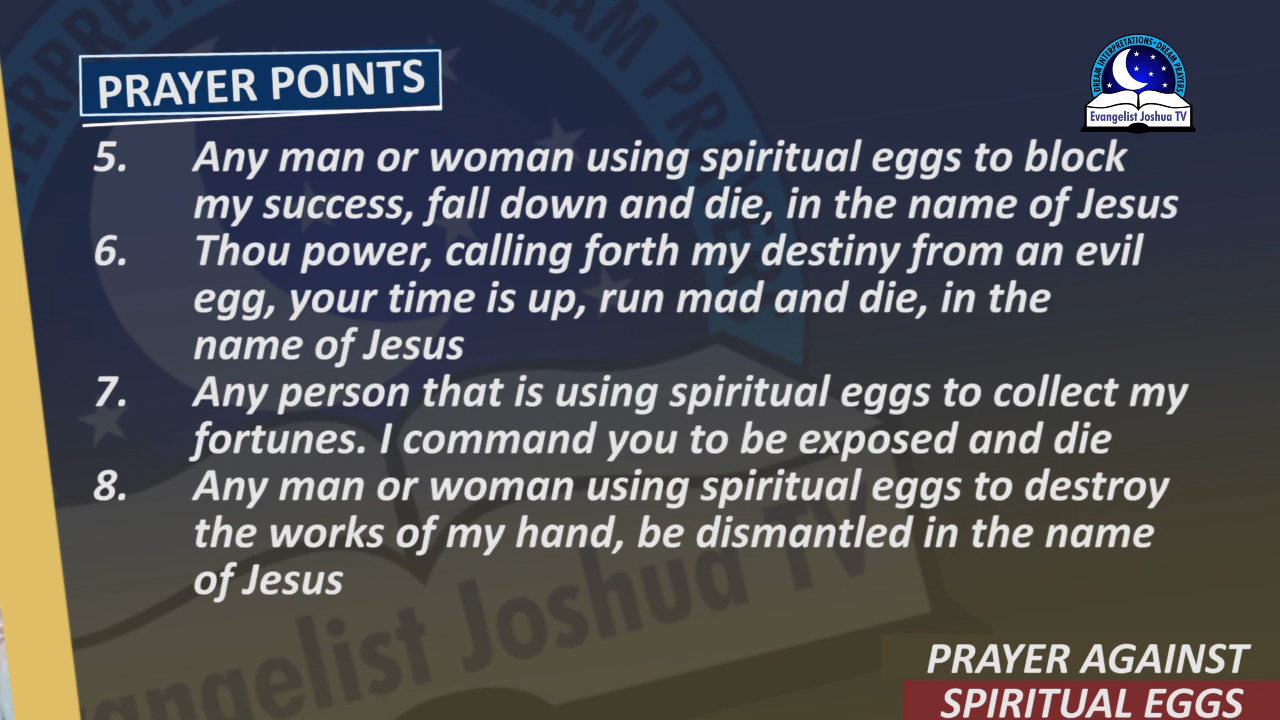 PRAYER POINTS
DREAM INTERPRETATIONS•DREAM PRAYERS
Evangelist Joshua TV
5. Any man or woman using spiritual eggs to block
my success, fall down and die, in the name of Jesus
6. Thou power, calling forth my destiny from an evil
egg, your time is up, run mad and die, in the
name of Jesus
7. Any person that is using spiritual eggs to collect my
fortunes. I command you to be exposed and die
8. Any man or woman using spiritual eggs to destroy
the works of my hand, be dismantled in the name
of Jesus
PRAYER AGAINST
SPIRITUAL EGGS